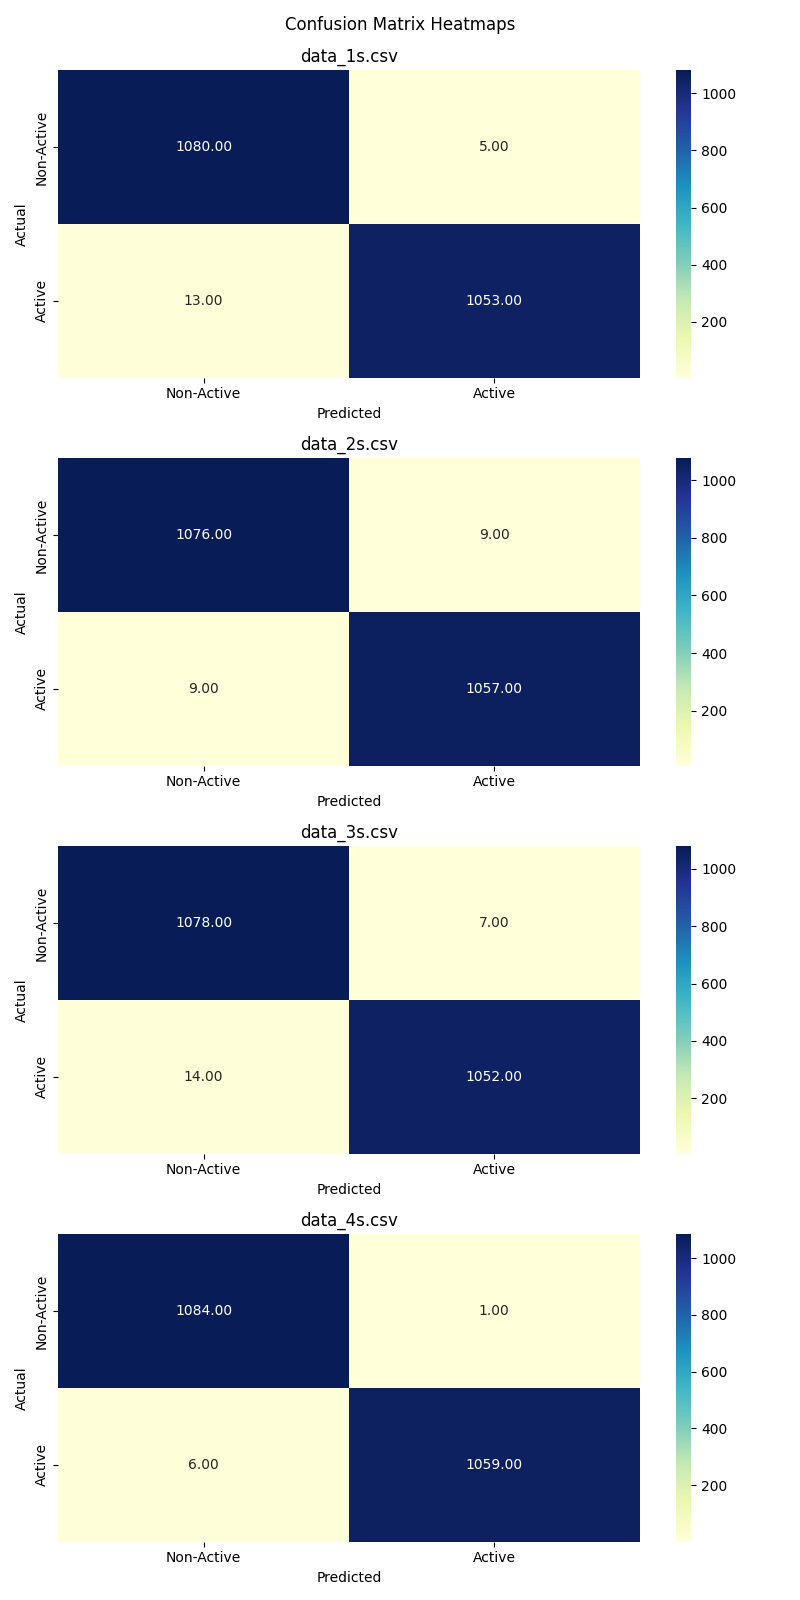 Confusion Matrix Heatmaps
data_1s.csv
Non-Active
Active
Actual
1080.00
5.00
13.00
1053.00
Non-Active
Active
Predicted
1000
800
600
400
200
data_2s.csv
Non-Active
Active
Actual
1076.00
9.00
9.00
1057.00
Non-Active
Active
Predicted
1000
800
600
400
200
data_3s.csv
Non-Active
Active
Actual
1078.00
7.00
14.00
1052.00
Non-Active
Active
Predicted
1000
800
600
400
200
data_4s.csv
Non-Active
Active
Actual
1084.00
1.00
6.00
1059.00
Non-Active
Active
Predicted
1000
800
600
400
200